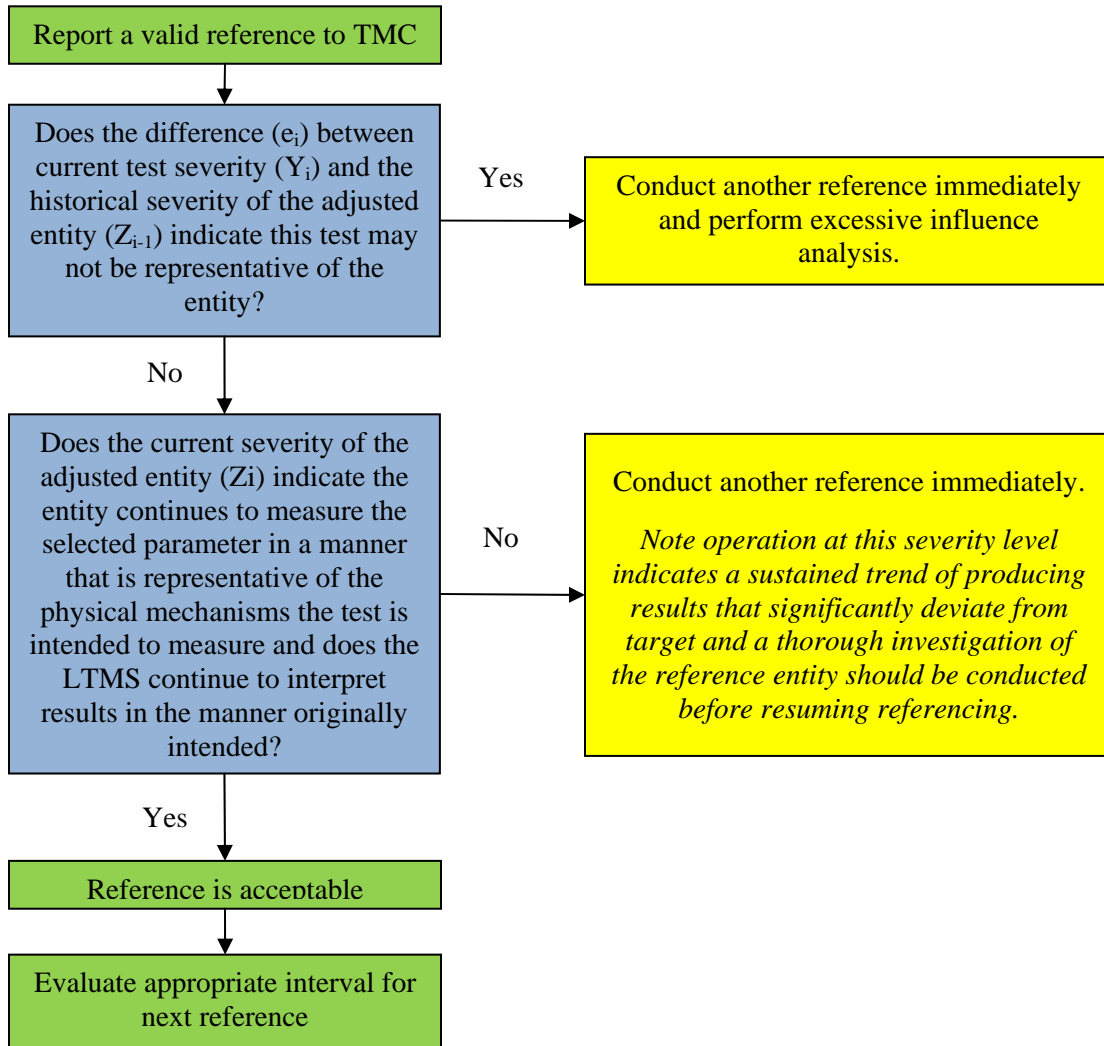 Report a valid reference to TMC
Does the difference (eᵢ) between
current test severity (Yᵢ) and the
historical severity of the adjusted
entity (Zᵢ₋₁) indicate this test may
not be representative of the
entity?
Yes
Conduct another reference immediately
and perform excessive influence
analysis.
No
Does the current severity of the
adjusted entity (Zi) indicate the
entity continues to measure the
selected parameter in a manner
that is representative of the
physical mechanisms the test is
intended to measure and does the
LTMS continue to interpret
results in the manner originally
intended?
No
Conduct another reference immediately.
Note operation at this severity level
indicates a sustained trend of producing
results that significantly deviate from
target and a thorough investigation of
the reference entity should be conducted
before resuming referencing.
Yes
Reference is acceptable
Evaluate appropriate interval for
next reference